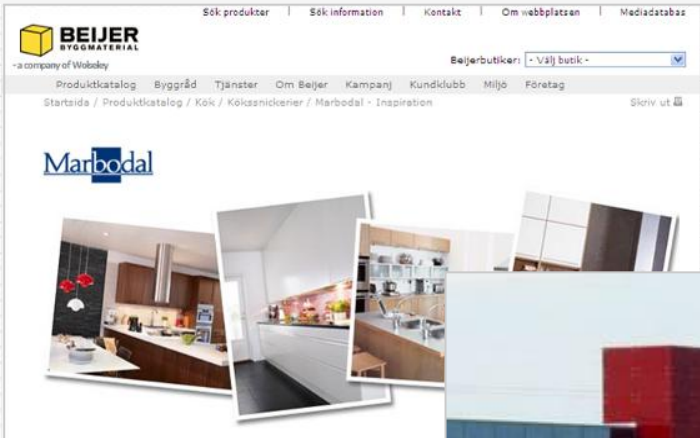 Sök produkter | Sök information | Kontakt | Om webbplatsen | Mediadatabas
BEIJER
BYGGMATERIAL
- a company of Wolseley
Beijerbutiker: - Välj butik -
Produktkatalog Byggråd Tjänster Om Beijer Kampanj Kundklubb Miljö Företag
Startsida / Produktkatalog / Kök / Kökssnickerier / Marbodal - Inspiration Skriv ut
Marbodal